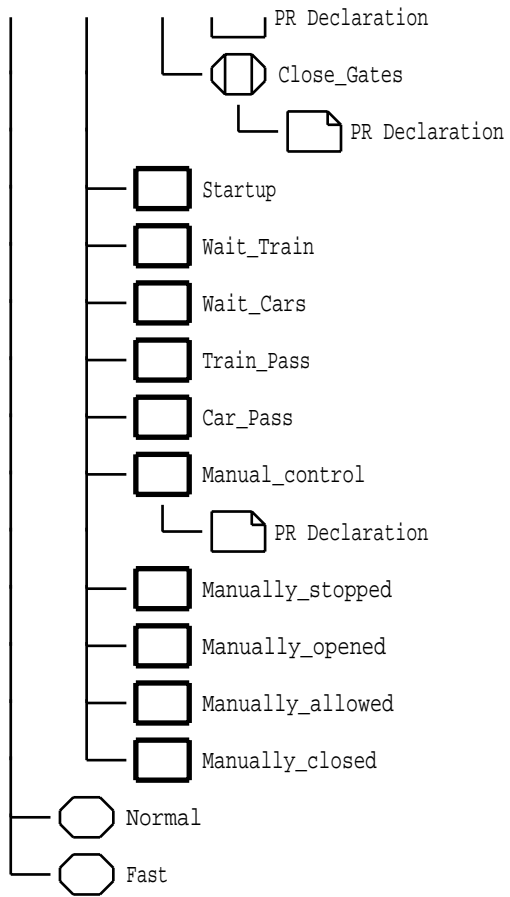 PR Declaration
Close_Gates
PR Declaration
Startup
Wait_Train
Wait_Cars
Train_Pass
Car_Pass
Manual_control
PR Declaration
Manually_stopped
Manually_opened
Manually_allowed
Manually_closed
Normal
Fast